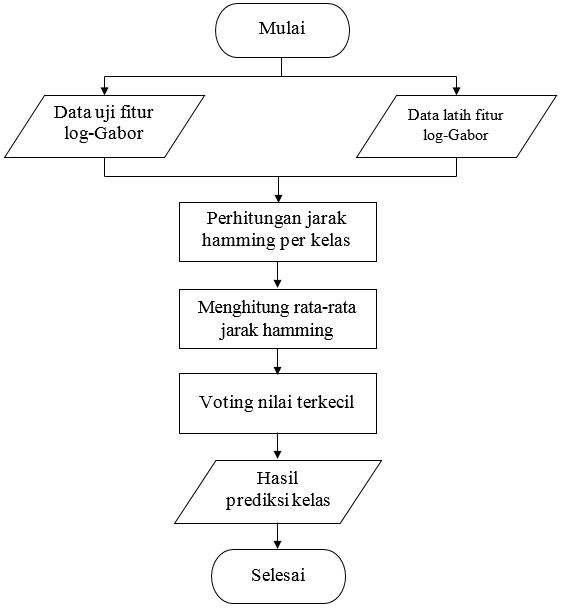 Mulai
Data uji fitur
log-Gabor
Data latih fitur
log-Gabor
Perhitungan jarak
hamming per kelas
Menghitung rata-rata
jarak hamming
Voting nilai terkecil
Hasil
prediksi kelas
Selesai